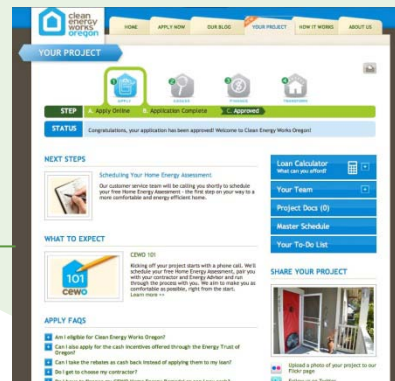 clean
energy
works
oregon
HOME
APPLY NOW
OUR BLOG
YOUR PROJECT
HOW IT WORKS
ABOUT US
YOUR PROJECT
1
APPLY
2
ASSESS
3
FINANCE
4
TRANSFORM
STEP
A. Apply Online
B. Application Complete
C. Approved
STATUS
Congratulations, your application has been approved! Welcome to Clean Energy Works Oregon!
NEXT STEPS
Scheduling Your Home Energy Assessment
Our customer service team will be calling you shortly to schedule
your free Home Energy Assessment - the first step on your way to a
more comfortable and energy efficient home.
Loan Calculator
What can you afford?
Your Team
Project Docs (0)
Master Schedule
Your To-Do List
WHAT TO EXPECT
101
CEWO
CEWO 101
Kicking off your project starts with a phone call. We'll
schedule your free Home Energy Assessment, pair you
with your contractor and Energy Advisor and run
through the process with you. We aim to make you as
comfortable as possible, right from the start.
Learn more >>
SHARE YOUR PROJECT
Upload a photo of your project to our
Flickr page
APPLY FAQS
Am I eligible for Clean Energy Works Oregon?
Can I also apply for the cash incentives offered through the Energy Trust of
Oregon?
Can I take the rebates as cash back instead of applying them to my loan?
Do I get to choose my contractor?